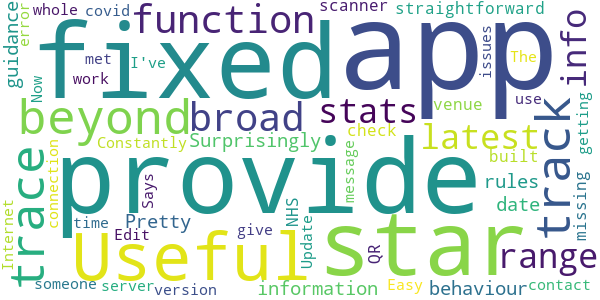 whole
covid
scanner
straightforward
error
guidance
function
fixed
app
info
met
I've
issues
The
work
Now
beyond
broad
stats
venue
use
getting
Constantly
Surprisingly
check
latest
track
built
connection
trace
provide
message
rules
missing
Says
date
Internet
time
Pretty
Edit
Useful
give
NHS
Update
star
QR
range
someone
server
version
information
Easy
behaviour
contact